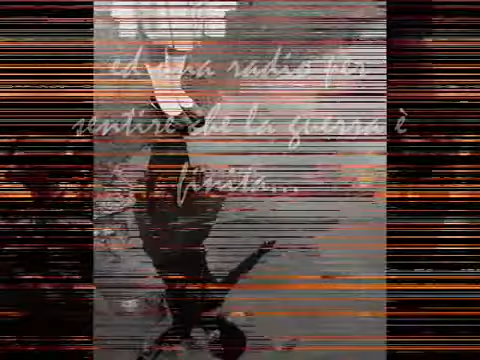 ed una radio per
sentire che la guerra è
finita...